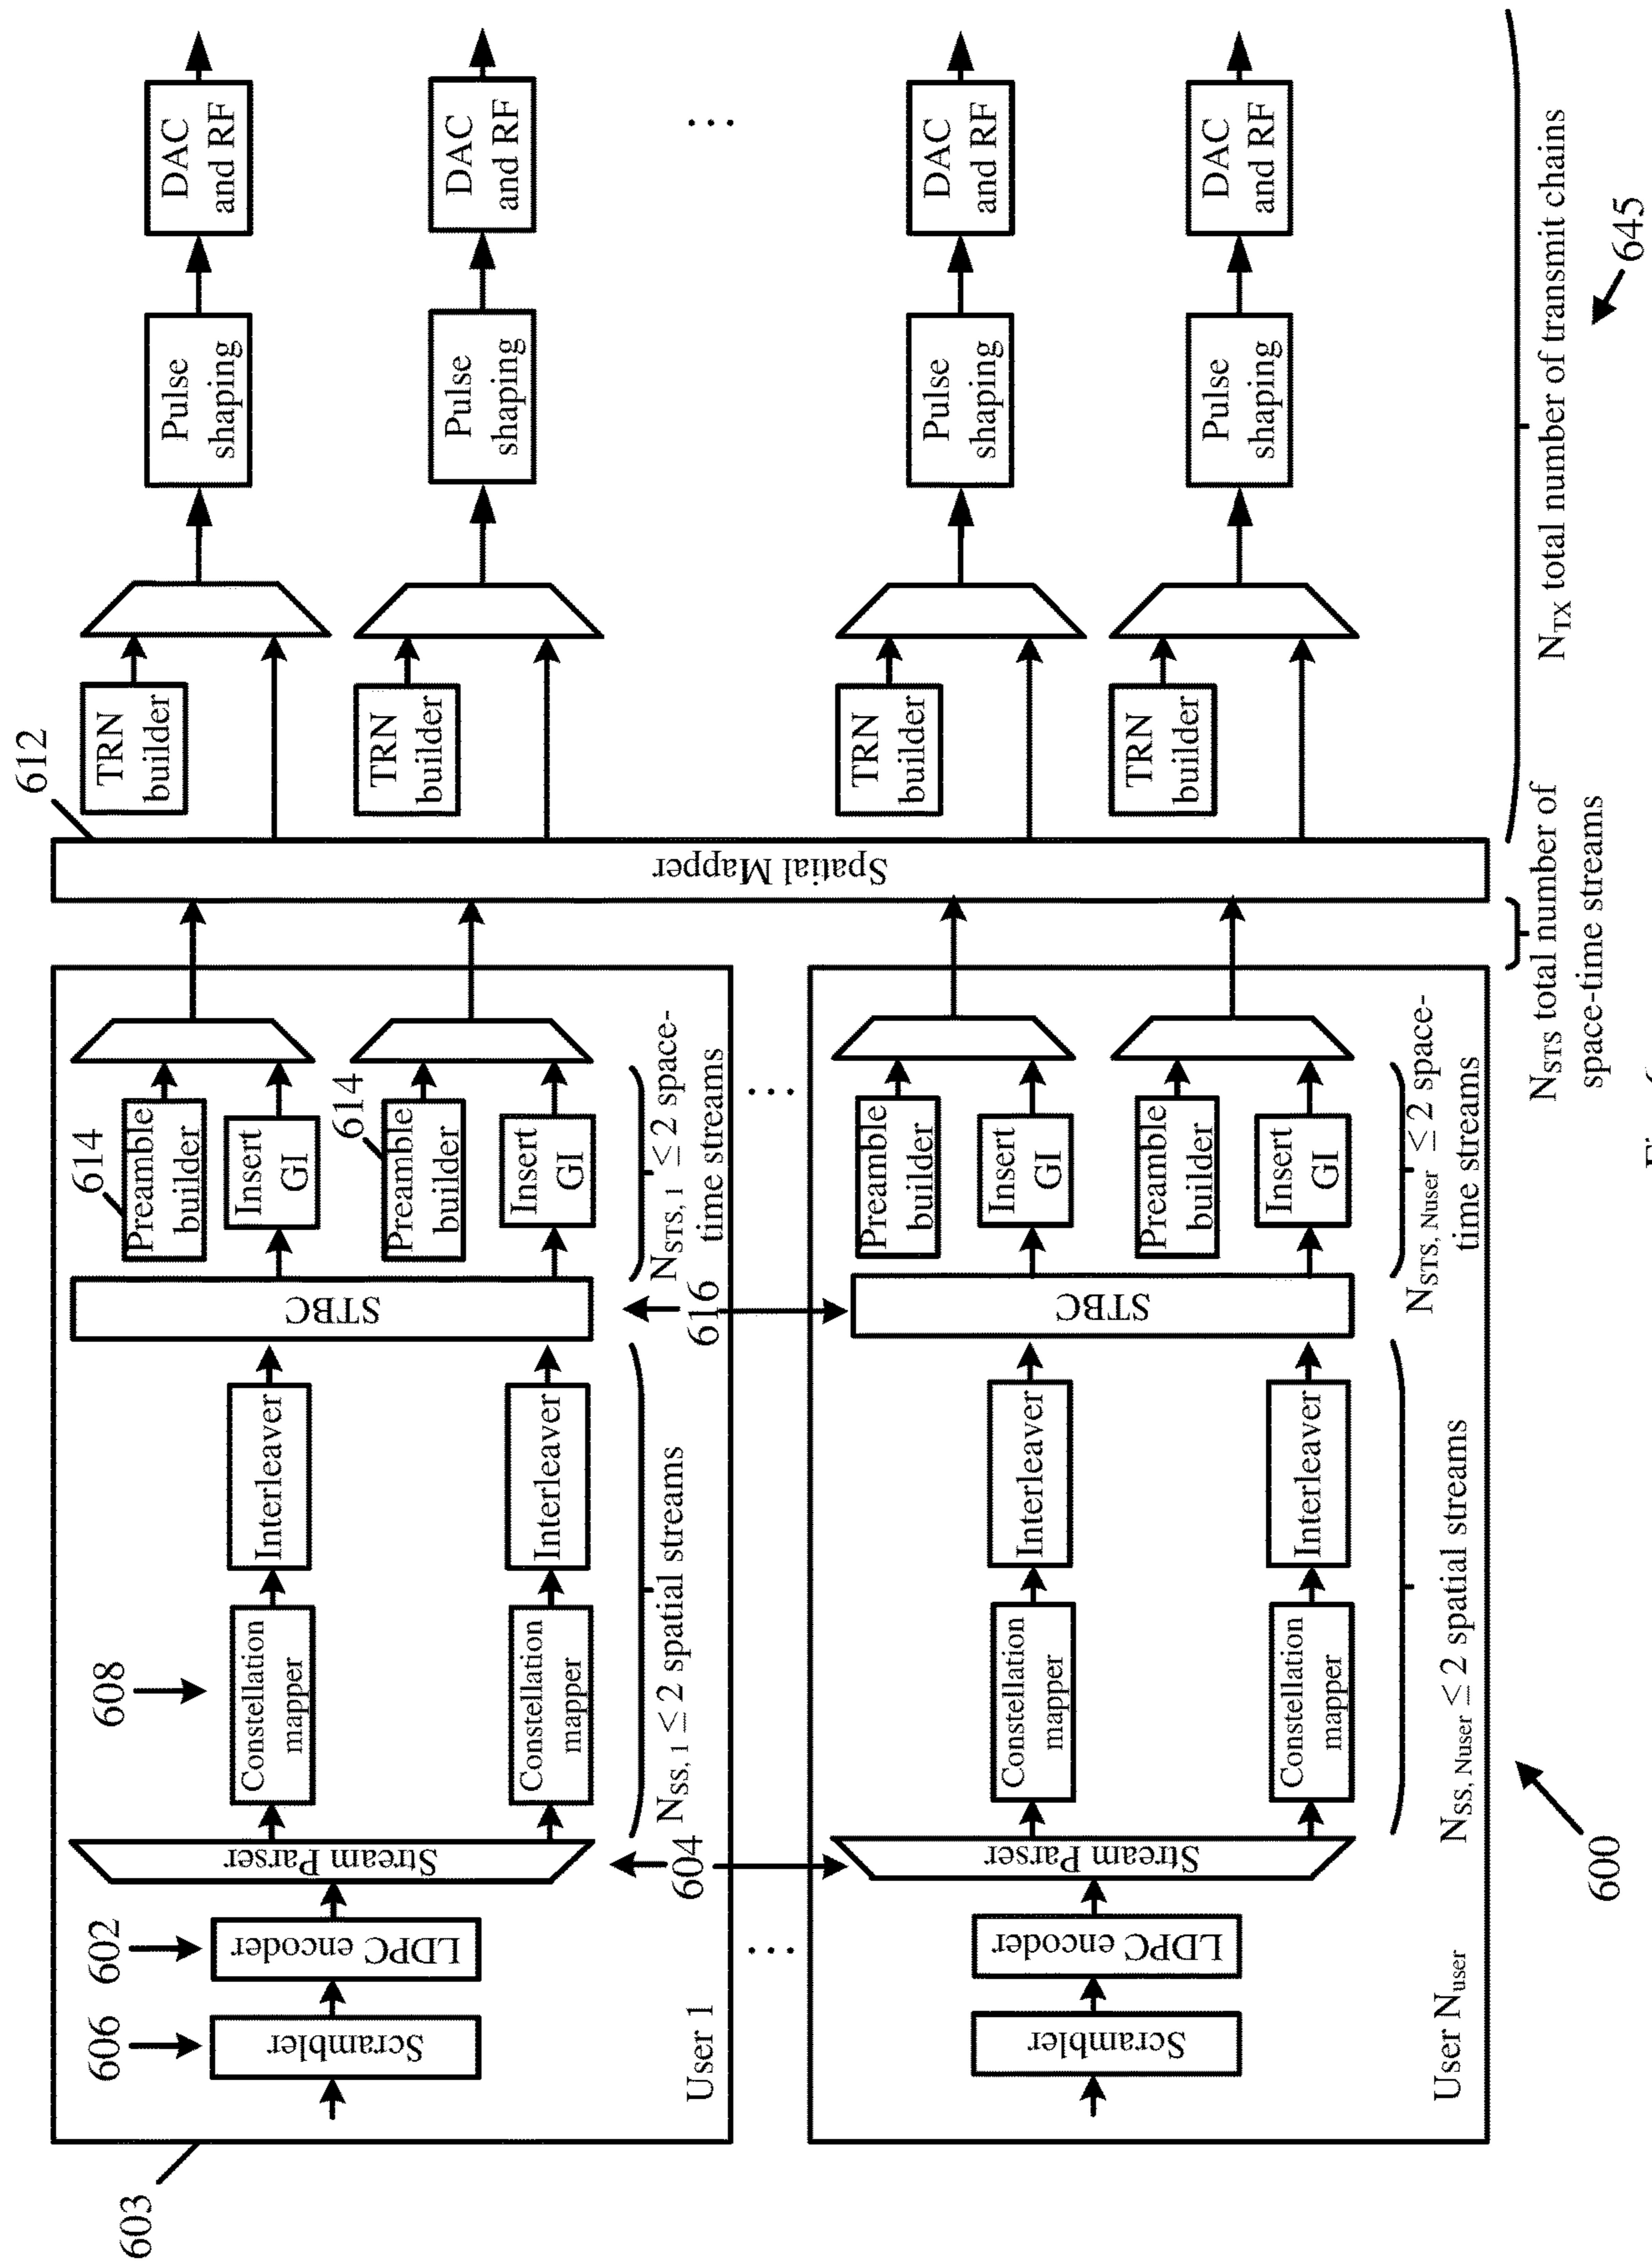 603
606
602
608
614
614
612
Scrambler
LDPC encoder
Stream Parser
Constellation
mapper
Interleaver
Constellation
mapper
Interleaver
STBC
Preamble
builder
Insert
GI
Preamble
builder
Insert
GI
User 1
604
NSS, 1 ≤ 2 spatial streams
616
NSTS, 1 ≤ 2 space-
time streams
...
...
Scrambler
LDPC encoder
Stream Parser
Constellation
mapper
Interleaver
Constellation
mapper
Interleaver
STBC
Preamble
builder
Insert
GI
Preamble
builder
Insert
GI
User Nuser
NSS, Nuser ≤ 2 spatial streams
NSTS, Nuser ≤ 2 space-
time streams
Spatial Mapper
TRN
builder
Pulse
shaping
DAC
and RF
TRN
builder
Pulse
shaping
DAC
and RF
...
TRN
builder
Pulse
shaping
DAC
and RF
TRN
builder
Pulse
shaping
DAC
and RF
NSTS total number of
space-time streams
NTX total number of transmit chains
600
645